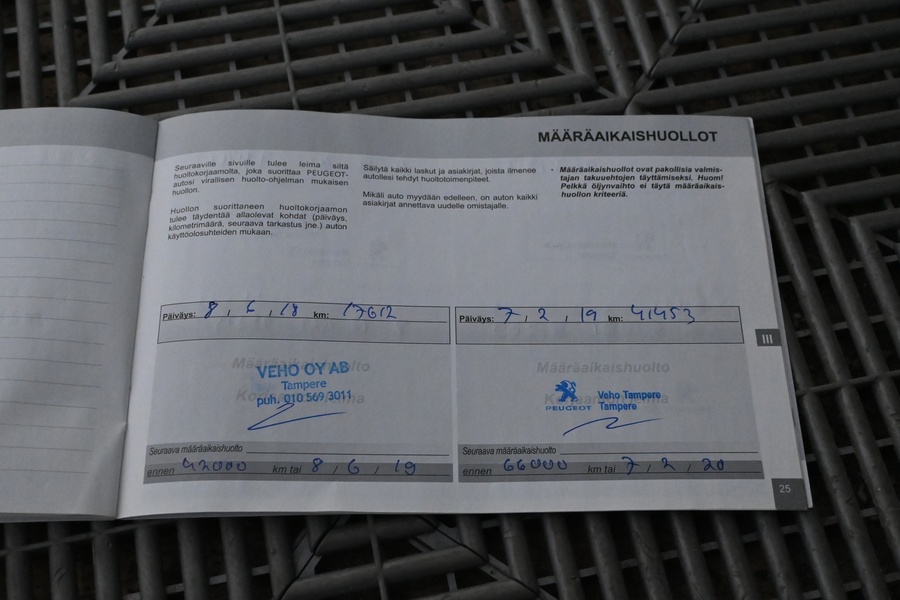 MÄÄRÄAIKAISHUOLLOT
Seuraaville sivuille tulee leima siltä
huoltokorjaamolta, joka suorittaa PEUGEOT-
autosi virallisen huolto-ohjelman mukaisen
huollon.
Huollon suorittaneen huoltokorjaamon
tulee täydentää allaolevat kohdat (päiväys,
kilometrimäärä, seuraava tarkastus jne.) auton
käyttöolosuhteiden mukaan.
Säilytä kaikki laskut ja asiakirjat, joista ilmenee
autollesi tehdyt huoltotoimenpiteet.
Mikäli auto myydään edelleen, on auton kaikki
asiakirjat annettava uudelle omistajalle.
• Määräaikaishuollot ovat pakollisia valmis-
tajan takuuehtojen täyttämiseksi. Huom!
Pelkkä öljynvaihto ei täytä määräaikais-
huollon kriteeriä.
Päiväys: 8, 6, 18 km: 17612
Määräaikaishuolto
VEHO OY AB
Tampere
puh. 010 569 3011
Seuraava määräaikaishuolto
ennen 42000 km tai 8, 6, 19
Päiväys: 7, 2, 19 km: 41453
Määräaikaishuolto
PEUGEOT
Veho Tampere
Tampere
Seuraava määräaikaishuolto
ennen 66000 km tai 7, 2, 20
III
25